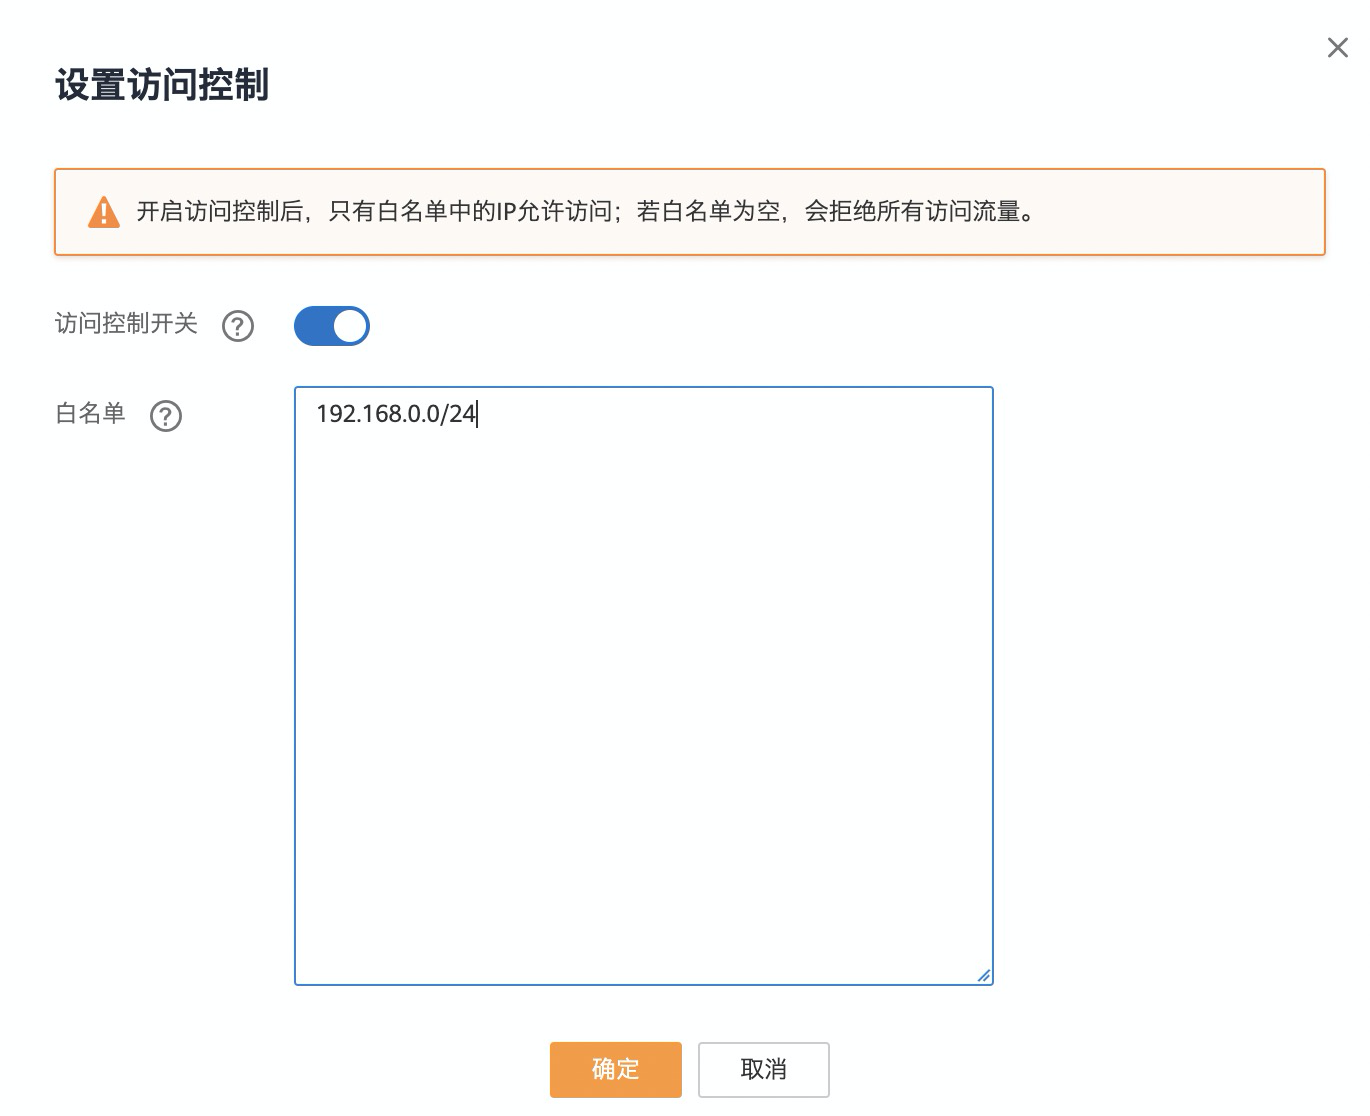 设置访问控制
开启访问控制后，只有白名单中的IP允许访问；若白名单为空，会拒绝所有访问流量。
访问控制开关
白名单
192.168.0.0/24
确定
取消